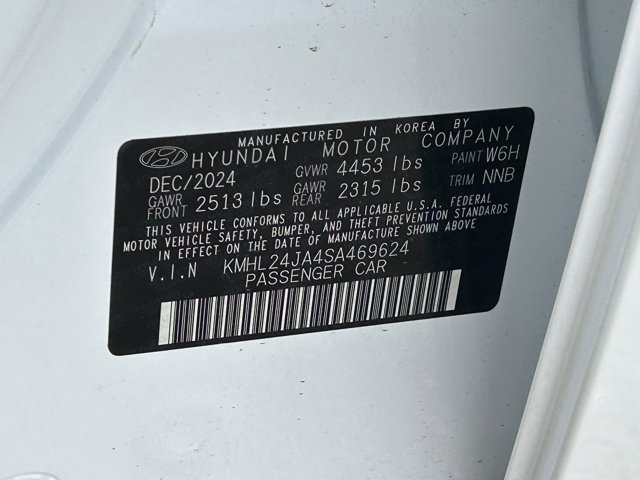 MANUFACTURED IN KOREA BY
HYUNDAI MOTOR COMPANY
DEC/2024 GVWR 4453 lbs PAINT W6H
GAWR FRONT 2513 lbs GAWR REAR 2315 lbs TRIM NNB
THIS VEHICLE CONFORMS TO ALL APPLICABLE U.S.A. FEDERAL
MOTOR VEHICLE SAFETY, BUMPER, AND THEFT PREVENTION STANDARDS
IN EFFECT ON THE DATE OF MANUFACTURE SHOWN ABOVE
V.I.N KMHL24JA4SA469624
PASSENGER CAR